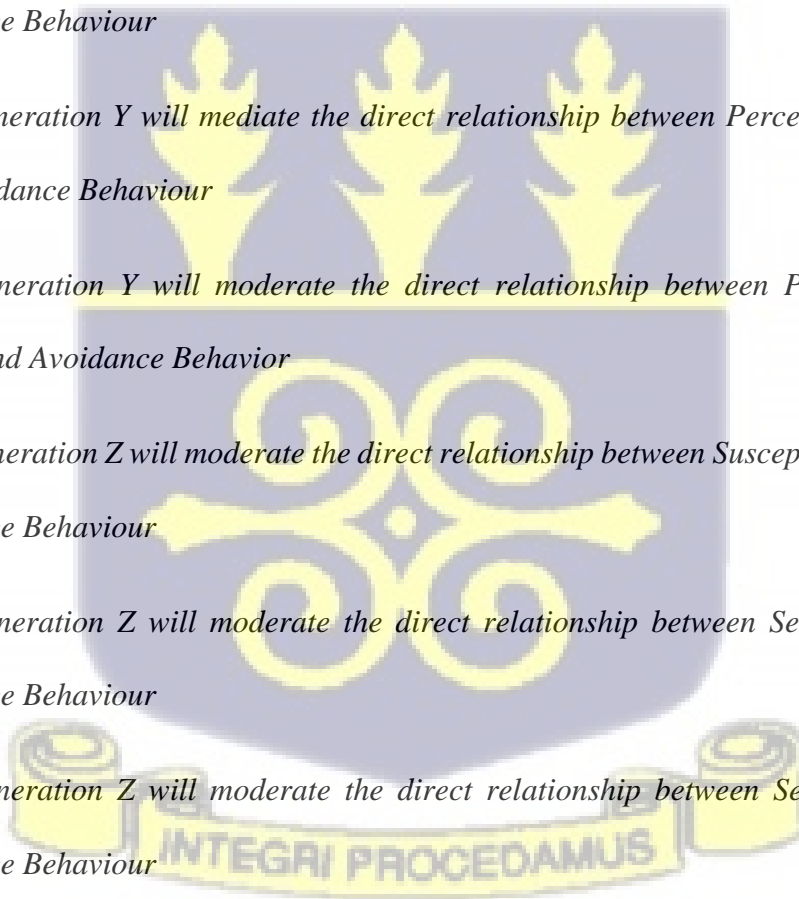 e Behaviour
neration Y will mediate the direct relationship between Perce
dance Behaviour
neration Y will moderate the direct relationship between P
nd Avoidance Behavior
neration Z will moderate the direct relationship between Suscep
e Behaviour
neration Z will moderate the direct relationship between Se
e Behaviour
neration Z will moderate the direct relationship between Se
e Behaviour
INTEGRI PROCEDAMUS